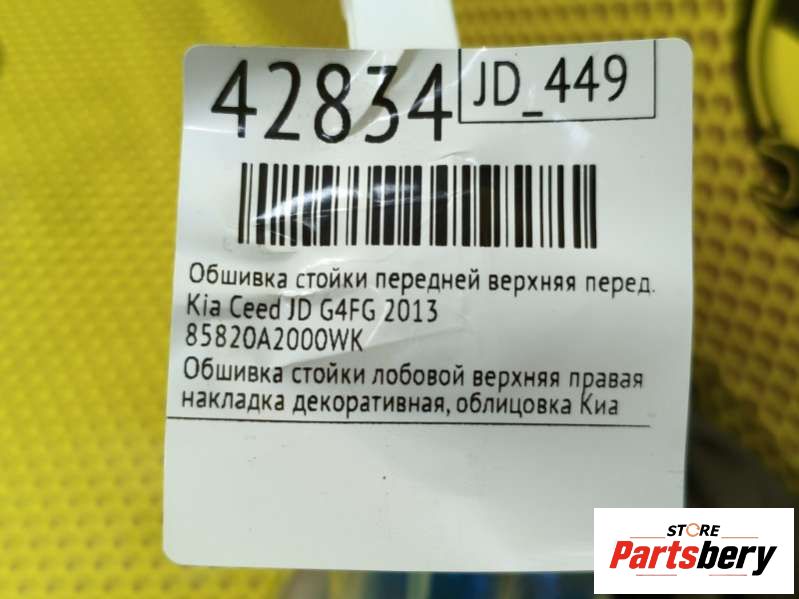 42834
JD_449
Обшивка стойки передней верхняя перед.
Kia Ceed JD G4FG 2013
85820A2000WK
Обшивка стойки лобовой верхняя правая
накладка декоративная, облицовка Киа
STORE
Partsbery